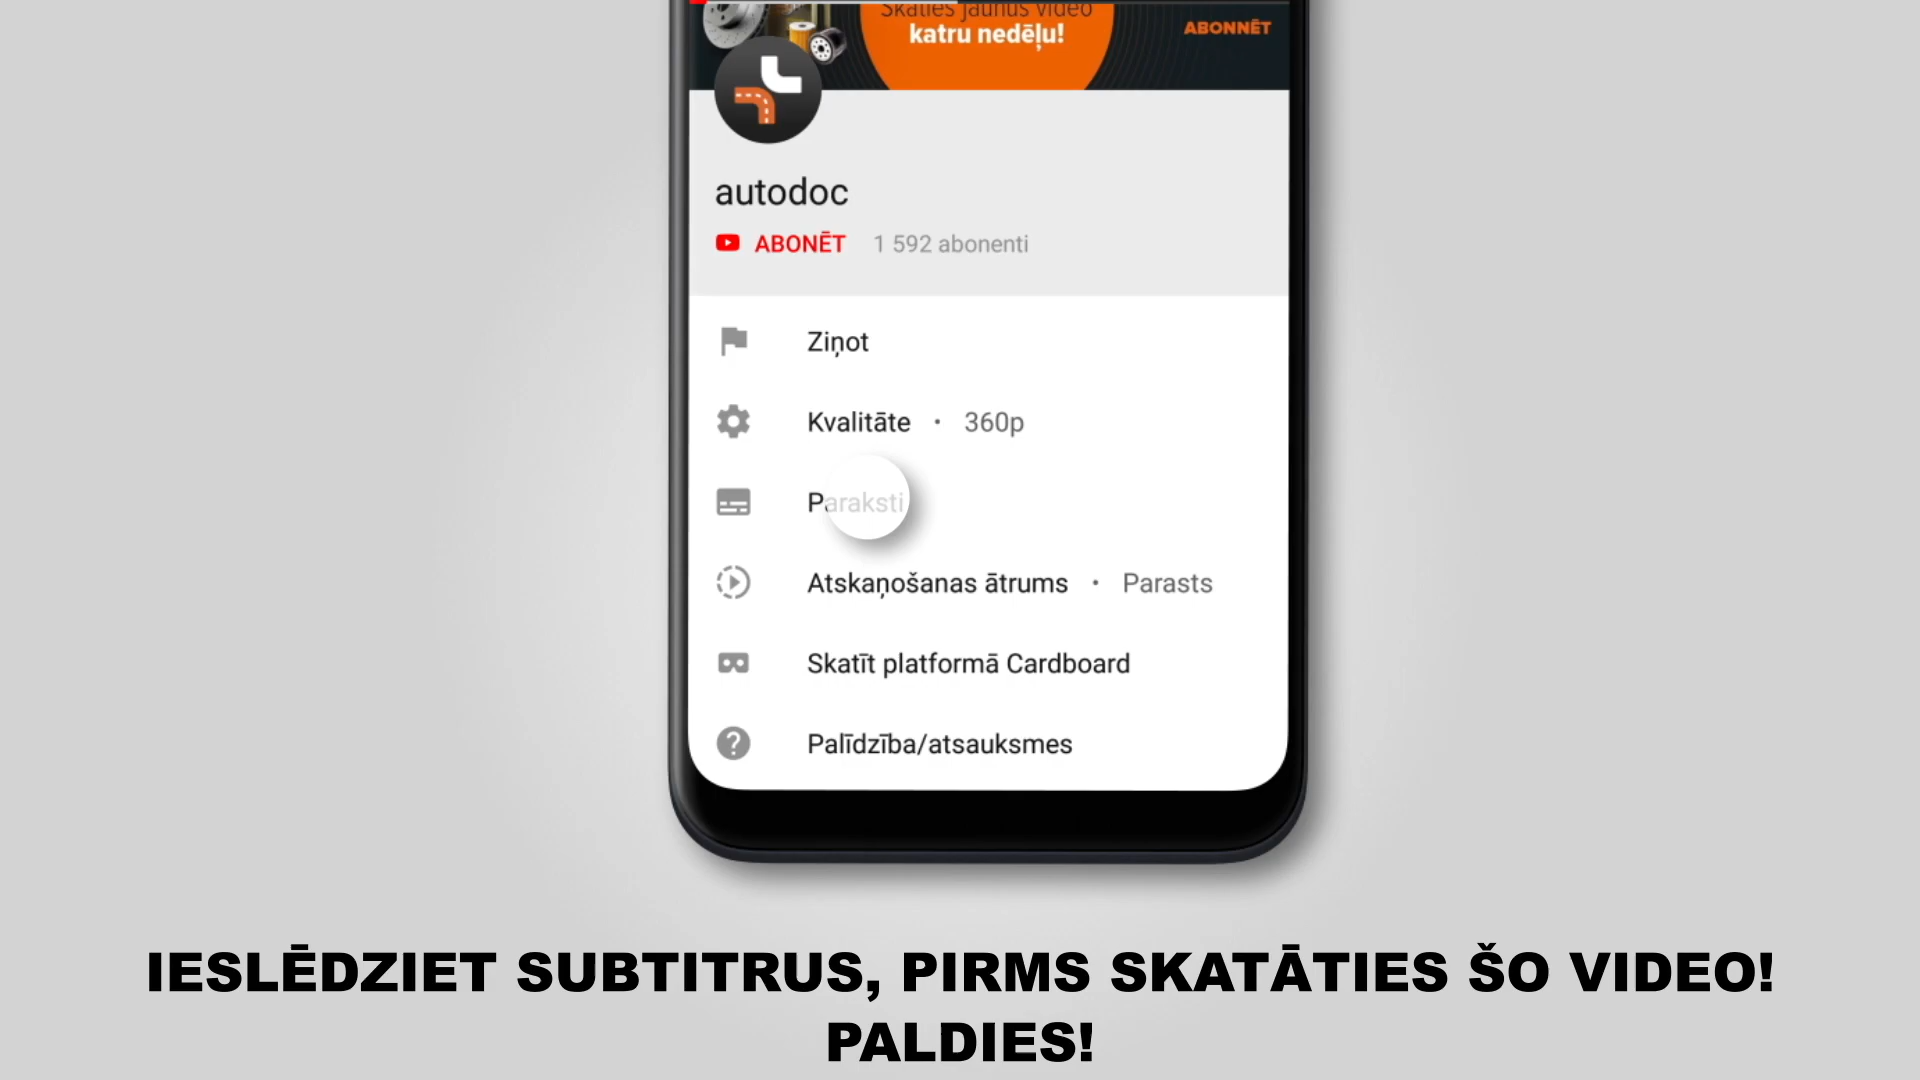 Skaties jaunus video
katru nedēļu!
ABONNĒT
autodoc
ABONĒT 1 592 abonenti
Ziņot
Kvalitāte • 360p
Paraksti
Atskaņošanas ātrums • Parasts
Skatīt platformā Cardboard
Palīdzība/atsauksmes
IESLĒDZIET SUBTITRUS, PIRMS SKATĀTIES ŠO VIDEO!
PALDIES!